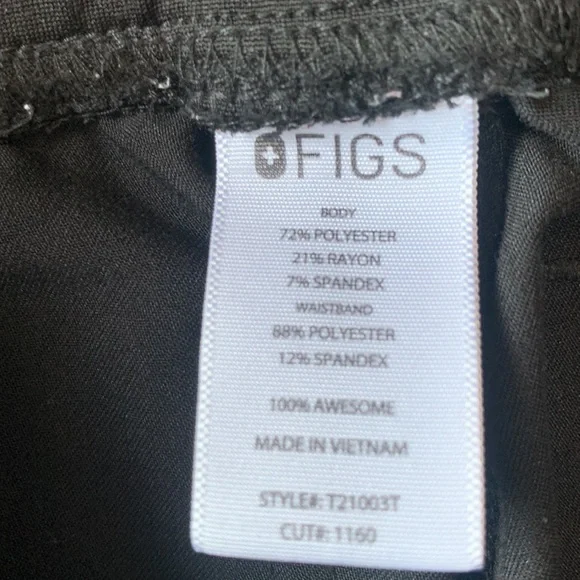 FIGS
BODY
72% POLYESTER
21% RAYON
7% SPANDEX
WAISTBAND
88% POLYESTER
12% SPANDEX
100% AWESOME
MADE IN VIETNAM
STYLE#: T21003T
CUT#: 1160